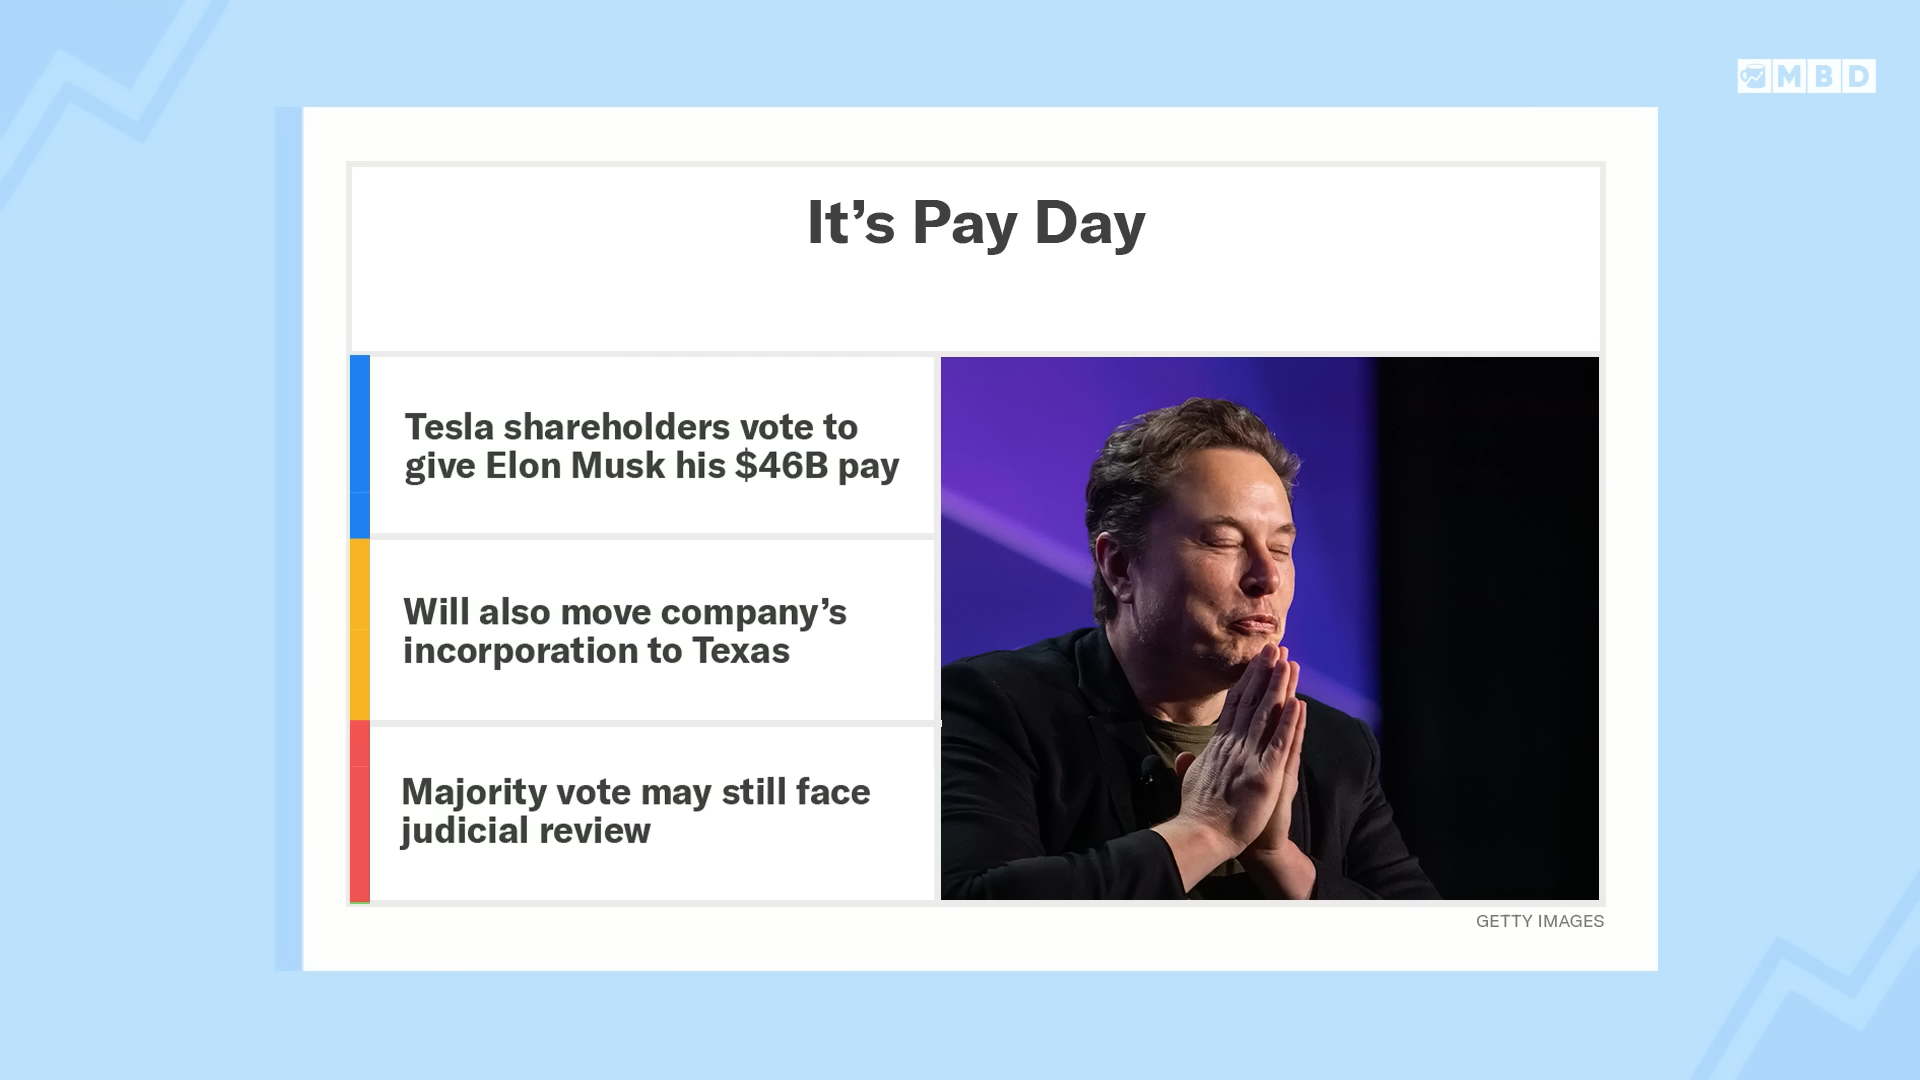 MBD
It’s Pay Day
Tesla shareholders vote to
give Elon Musk his $46B pay
Will also move company’s
incorporation to Texas
Majority vote may still face
judicial review
GETTY IMAGES